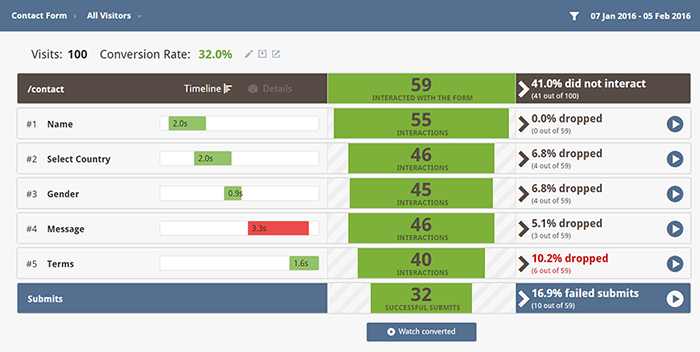 Contact Form › All Visitors 07 Jan 2016 - 05 Feb 2016
Visits: 100 Conversion Rate: 32.0%
/contact Timeline Details 59 41.0% did not interact
INTERACTED WITH THE FORM (41 out of 100)
#1 Name 2.0s 55 0.0% dropped
INTERACTIONS (0 out of 59)
#2 Select Country 2.0s 46 6.8% dropped
INTERACTIONS (4 out of 59)
#3 Gender 0.9s 45 6.8% dropped
INTERACTIONS (4 out of 59)
#4 Message 3.3s 46 5.1% dropped
INTERACTIONS (3 out of 59)
#5 Terms 1.6s 40 10.2% dropped
INTERACTIONS (6 out of 59)
Submits 32 16.9% failed submits
SUCCESSFUL SUBMITS (10 out of 59)
Watch converted